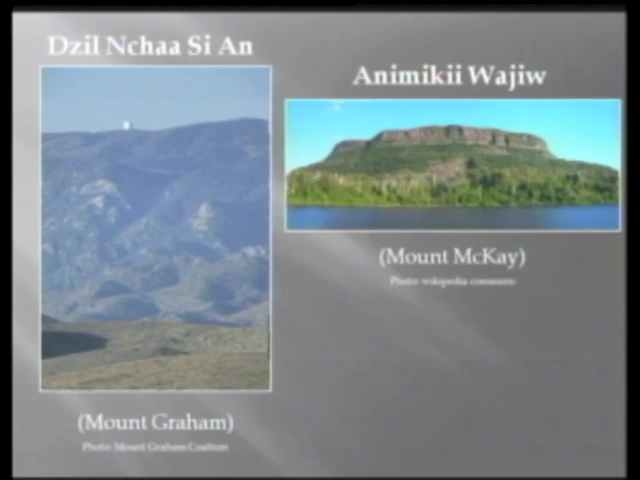 Dzil Nchaa Si An
(Mount Graham)
Photo: Mount Graham Coalition
Animikii Wajiw
(Mount McKay)
Photo: wikipedia commons